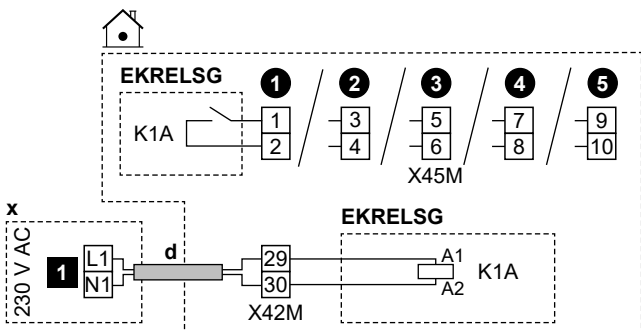 EKRELSG 1 2 3 4 5
K1A
1 3 5 7 9
2 4 6 8 10
X45M
x
EKRELSG
230 V AC
1
L1
N1
d
29
30
X42M
A1
A2
K1A